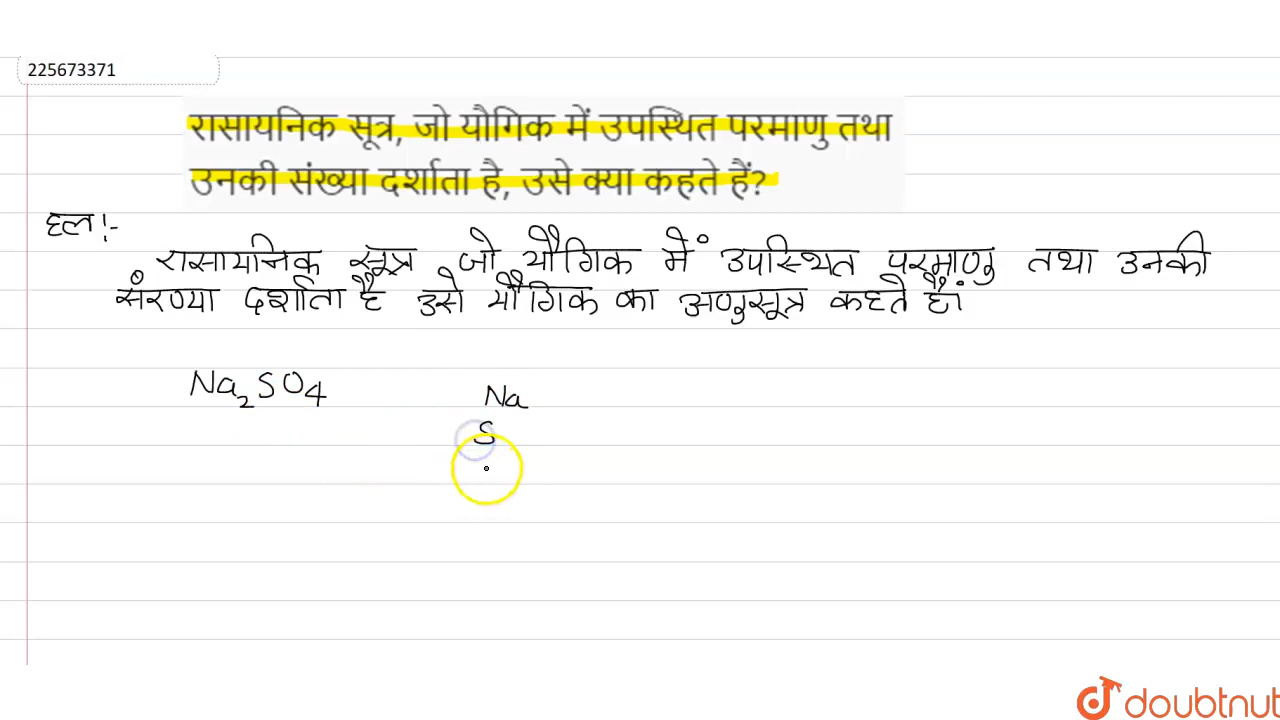 225673371
रासायनिक सूत्र, जो यौगिक में उपस्थित परमाणु तथा
उनकी संख्या दर्शाता है, उसे क्या कहते हैं?
हल:-
रासायनिक सूत्र जो यौगिक में उपस्थित परमाणु तथा उनकी
संख्या दर्शाता है उसे यौगिक का अणुसूत्र कहते हैं।
Na₂SO₄
Na
S
doubtnut